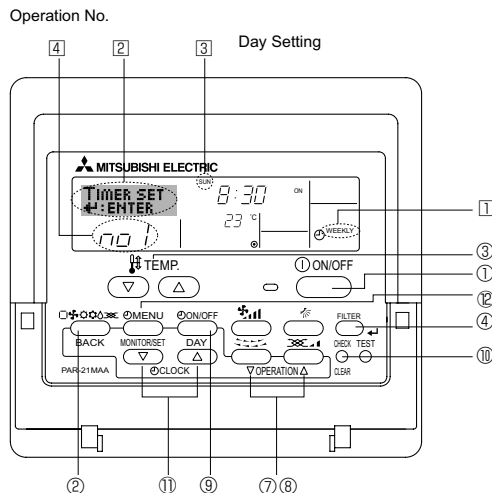 Operation No.
4 2 3 Day Setting
MITSUBISHI ELECTRIC
TIMER SET
:ENTER
SUN
8:30
ON
23 °C
no 1
WEEKLY
1
TEMP.
ON/OFF
③
①
⑫
MENU
ON/OFF
FILTER
④
BACK
MONITOR/SET
DAY
CHECK TEST
⑩
PAR-21MAA
CLOCK
OPERATION
CLEAR
② ⑪ ⑨ ⑦⑧